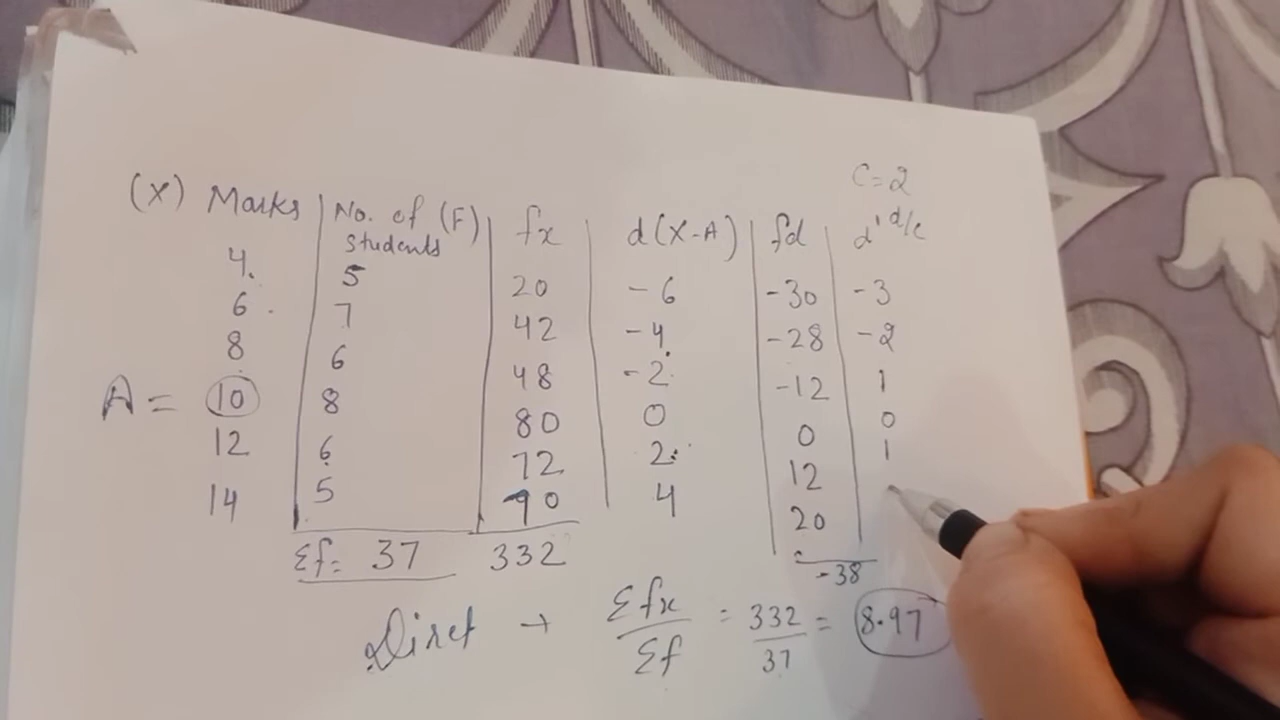 C=2
(X) Marks No. of (F) fx d(X-A) fd d' d/c
students
4 5 20 -6 -30 -3
6 7 42 -4 -28 -2
8 6 48 -2 -12 1
A = 10 8 80 0 0 0
12 6 72 2 12 1
14 5 90 4 20
Σf= 37 332 -38
Diret → Σfx/Σf = 332/37 = 8.97